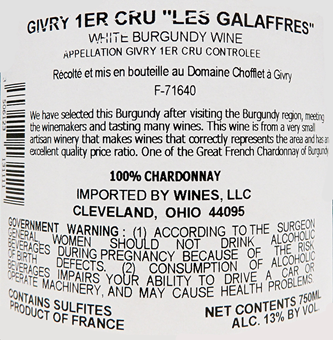 GIVRY 1ER CRU "LES GALAFFRES"
WHITE BURGUNDY WINE
APPELLATION GIVRY 1ER CRU CONTROLEE
Récolté et mis en bouteille au Domaine Chofflet à Givry
F-71640
We have selected this Burgundy after visiting the Burgundy region, meeting
the winemakers and tasting many wines. This wine is from a very small
artisan winery that makes wines that correctly represents the area and has an
excellent quality price ratio. One of the Great French Chardonnay of Burgundy
100% CHARDONNAY
IMPORTED BY WINES, LLC
CLEVELAND, OHIO 44095
GOVERNMENT WARNING: (1) ACCORDING TO THE SURGEON
GENERAL WOMEN SHOULD NOT DRINK ALCOHOLIC
BEVERAGES DURING PREGNANCY BECAUSE OF THE RISK
OF BIRTH DEFECTS. (2) CONSUMPTION OF ALCOHOLIC
BEVERAGES IMPAIRS YOUR ABILITY TO DRIVE A CAR OR
OPERATE MACHINERY, AND MAY CAUSE HEALTH PROBLEMS
CONTAINS SULFITES
PRODUCT OF FRANCE
NET CONTENTS 750ML
ALC. 13% BY VOL.